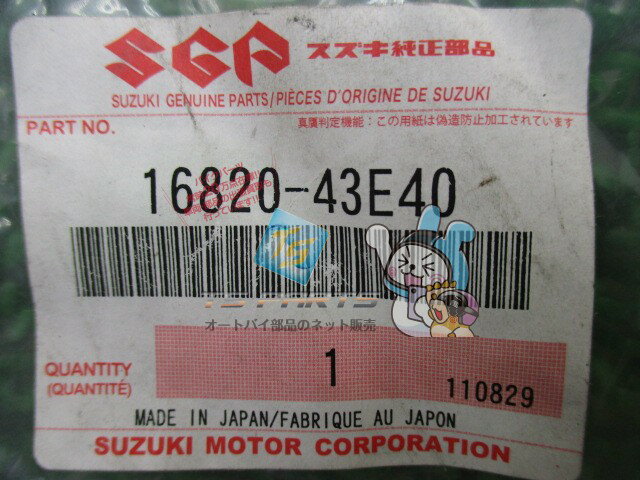 SGP スズキ純正部品
SUZUKI GENUINE PARTS/PIÈCES D'ORIGINE DE SUZUKI
PART NO.
真贋判定機能:この用紙は偽造防止加工されています
16820-43E40
TS PARTS
オートバイ部品のネット販売
QUANTITY
(QUANTITÉ)
1
110829
MADE IN JAPAN/FABRIQUE AU JAPON
SUZUKI MOTOR CORPORATION